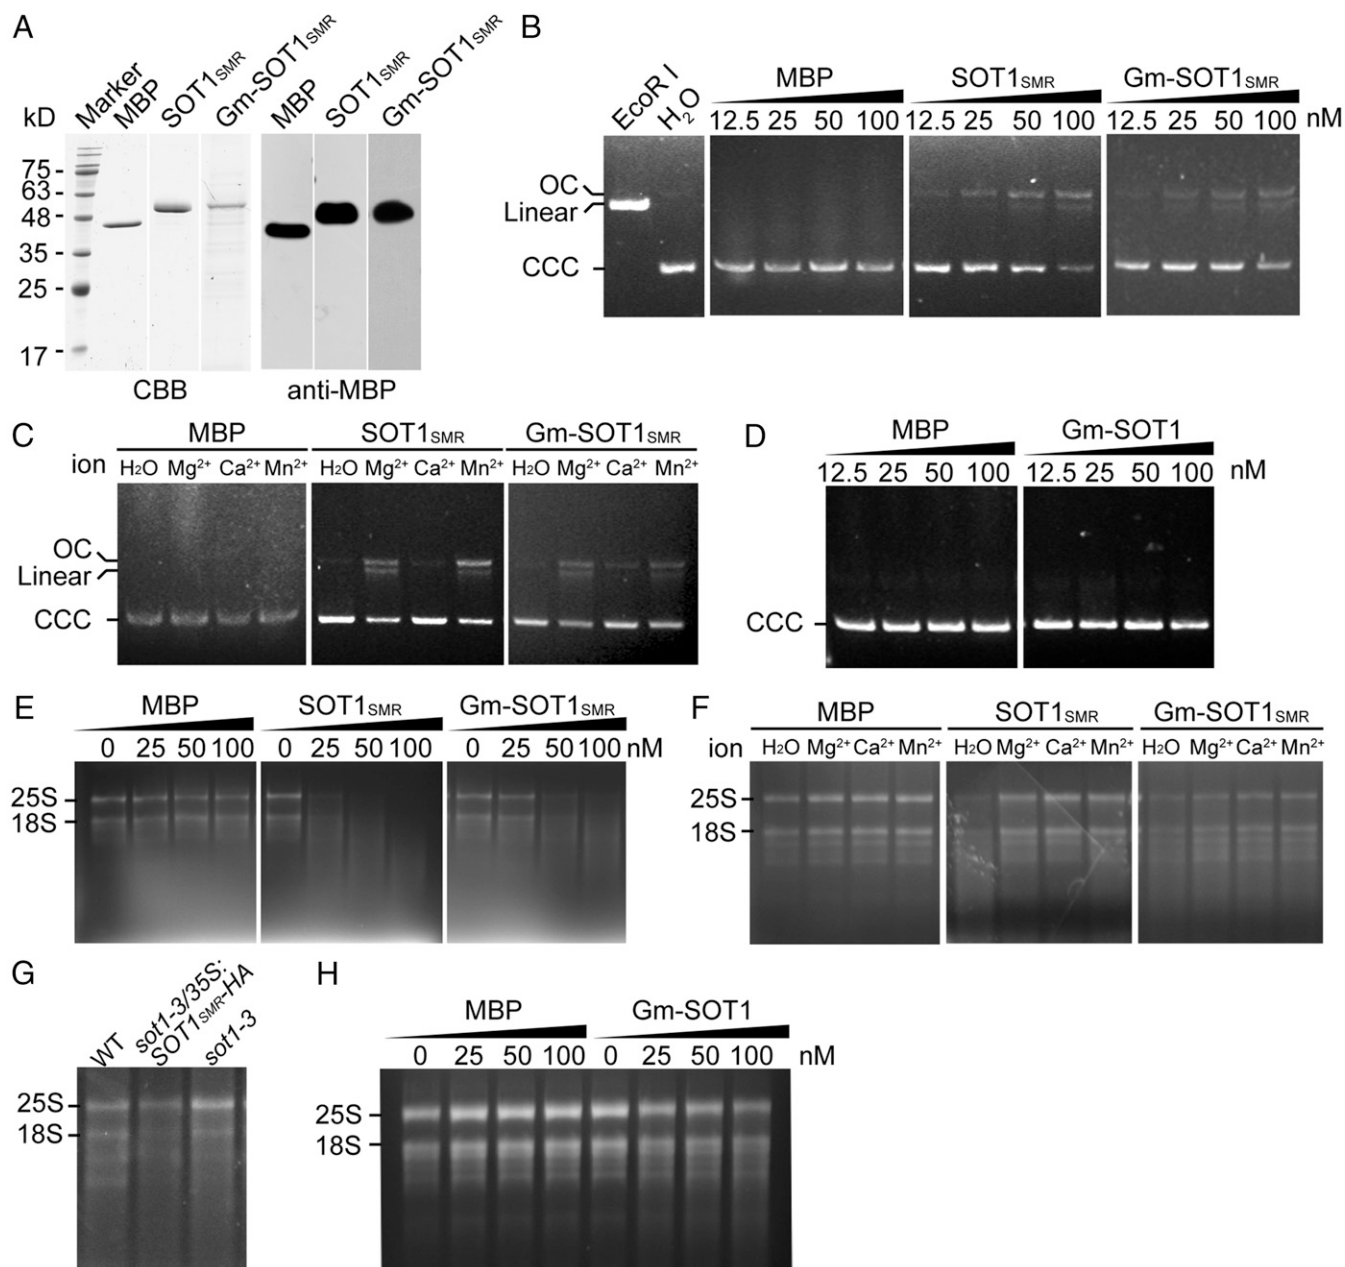 A
kD
Marker
MBP
SOT1SMR
Gm-SOT1SMR
MBP
SOT1SMR
Gm-SOT1SMR
75
63
48
35
25
17
CBB
anti-MBP
B
EcoR I
H2O
MBP
SOT1SMR
Gm-SOT1SMR
12.5 25 50 100 12.5 25 50 100 12.5 25 50 100 nM
OC
Linear
CCC
C
MBP SOT1SMR Gm-SOT1SMR
ion H2O Mg2+ Ca2+ Mn2+ H2O Mg2+ Ca2+ Mn2+ H2O Mg2+ Ca2+ Mn2+
OC
Linear
CCC
D
MBP Gm-SOT1
12.5 25 50 100 12.5 25 50 100 nM
CCC
E
MBP SOT1SMR Gm-SOT1SMR
0 25 50 100 0 25 50 100 0 25 50 100 nM
25S
18S
F
MBP SOT1SMR Gm-SOT1SMR
ion H2O Mg2+ Ca2+ Mn2+ H2O Mg2+ Ca2+ Mn2+ H2O Mg2+ Ca2+ Mn2+
25S
18S
G
WT
sot1-3/35S:
SOT1SMR-HA
sot1-3
25S
18S
H
MBP Gm-SOT1
0 25 50 100 0 25 50 100 nM
25S
18S